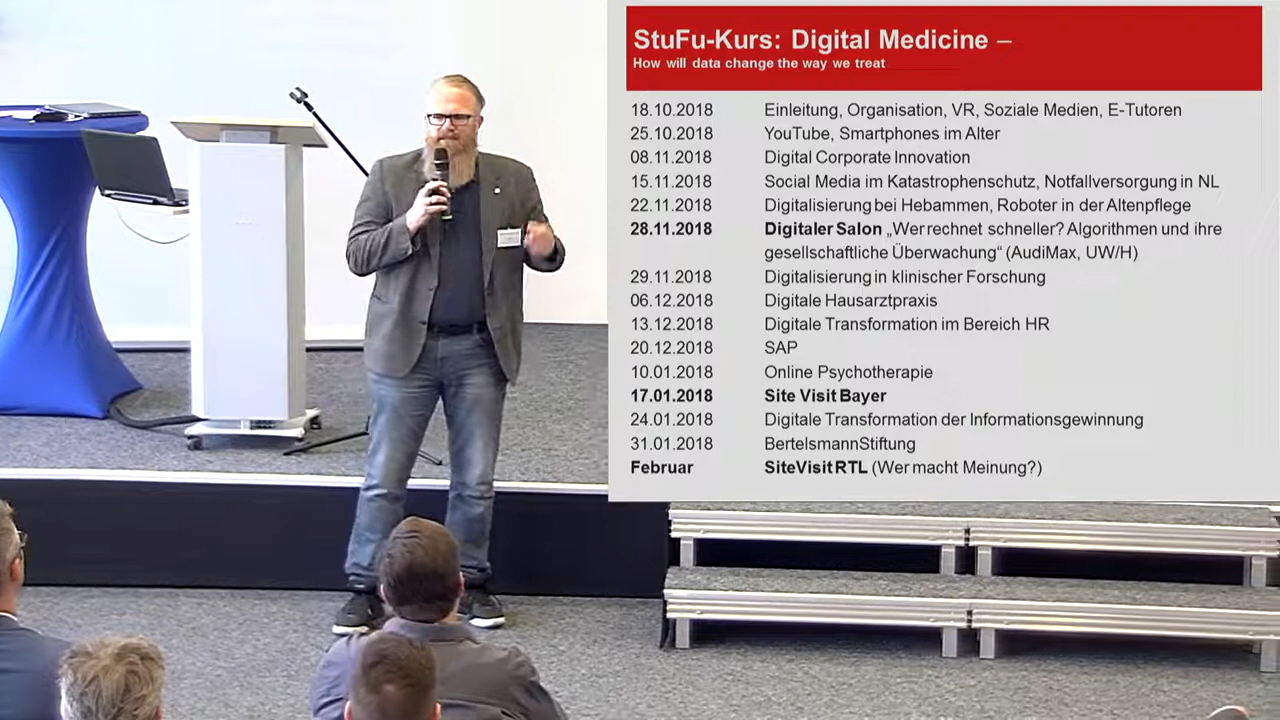 StuFu-Kurs: Digital Medicine –
How will data change the way we treat
18.10.2018 Einleitung, Organisation, VR, Soziale Medien, E-Tutoren
25.10.2018 YouTube, Smartphones im Alter
08.11.2018 Digital Corporate Innovation
15.11.2018 Social Media im Katastrophenschutz, Notfallversorgung in NL
22.11.2018 Digitalisierung bei Hebammen, Roboter in der Altenpflege
28.11.2018 Digitaler Salon „Wer rechnet schneller? Algorithmen und ihre
gesellschaftliche Überwachung“ (AudiMax, UW/H)
29.11.2018 Digitalisierung in klinischer Forschung
06.12.2018 Digitale Hausarztpraxis
13.12.2018 Digitale Transformation im Bereich HR
20.12.2018 SAP
10.01.2018 Online Psychotherapie
17.01.2018 Site Visit Bayer
24.01.2018 Digitale Transformation der Informationsgewinnung
31.01.2018 BertelsmannStiftung
Februar SiteVisit RTL (Wer macht Meinung?)